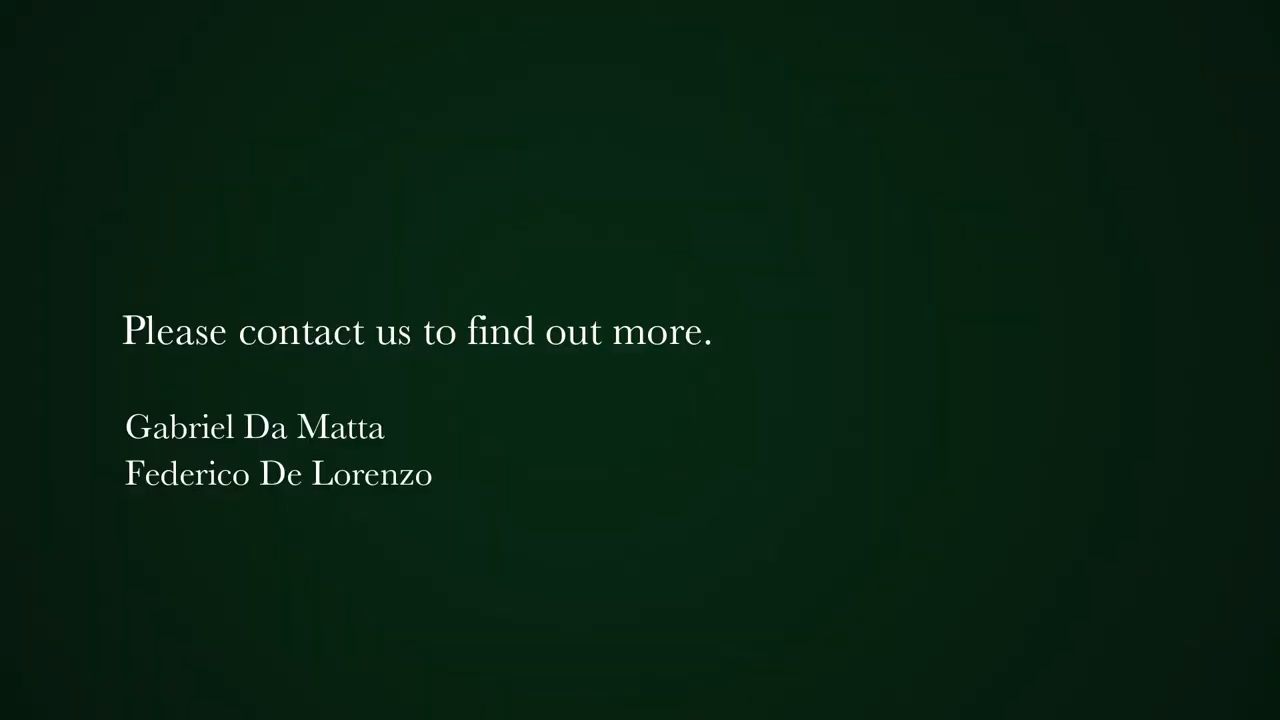 Please contact us to find out more.
Gabriel Da Matta
Federico De Lorenzo